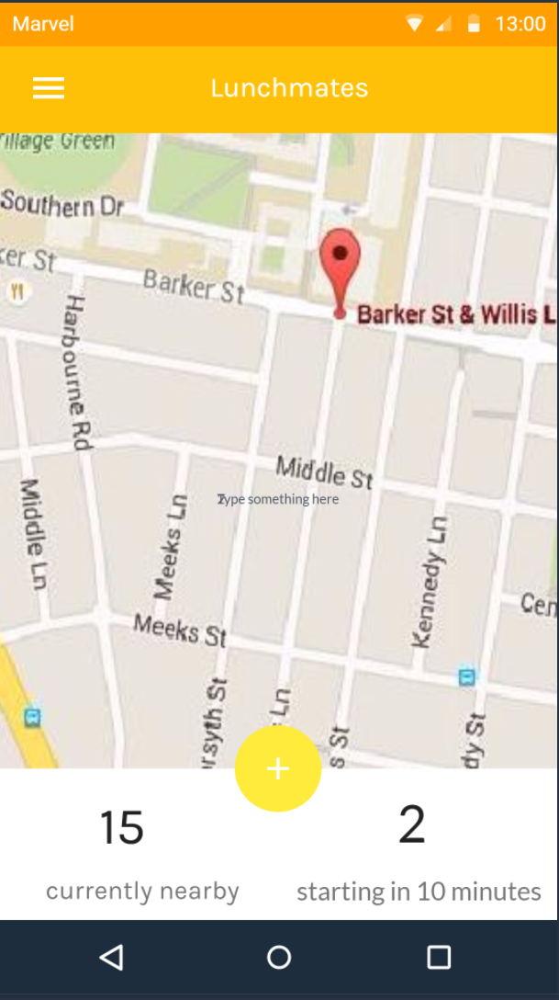 Marvel 13:00
Lunchmates
illage Green
Southern Dr
ker St
Barker St
Barker St & Willis L
Harbourne Rd
Middle St
Type something here
Middle Ln
Meeks Ln
Kennedy Ln
Cen
Meeks St
rsyth St
Ln
s St
dy St
+
15 2
currently nearby starting in 10 minutes